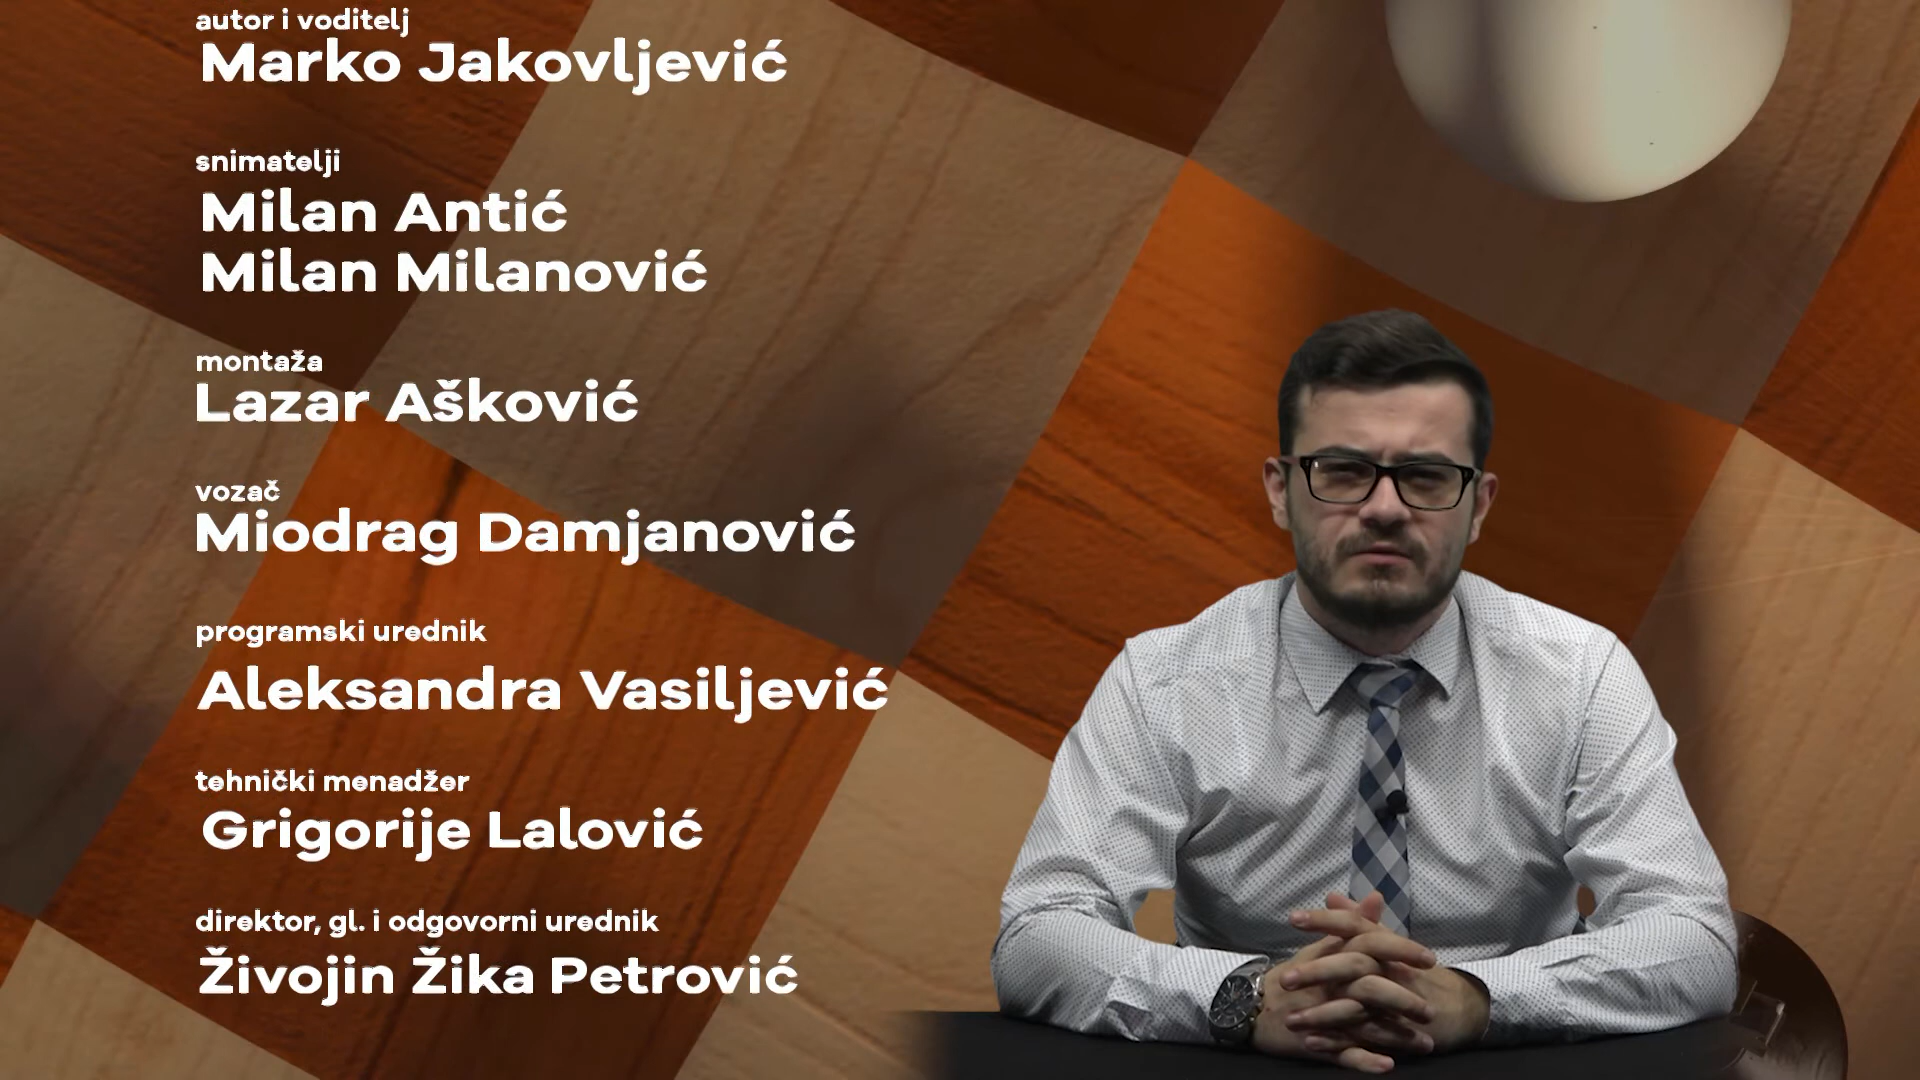 autor i voditelj
Marko Jakovljević
snimatelji
Milan Antić
Milan Milanović
montaža
Lazar Ašković
vozač
Miodrag Damjanović
programski urednik
Aleksandra Vasiljević
tehnički menadžer
Grigorije Lalović
direktor, gl. i odgovorni urednik
Živojin Žika Petrović